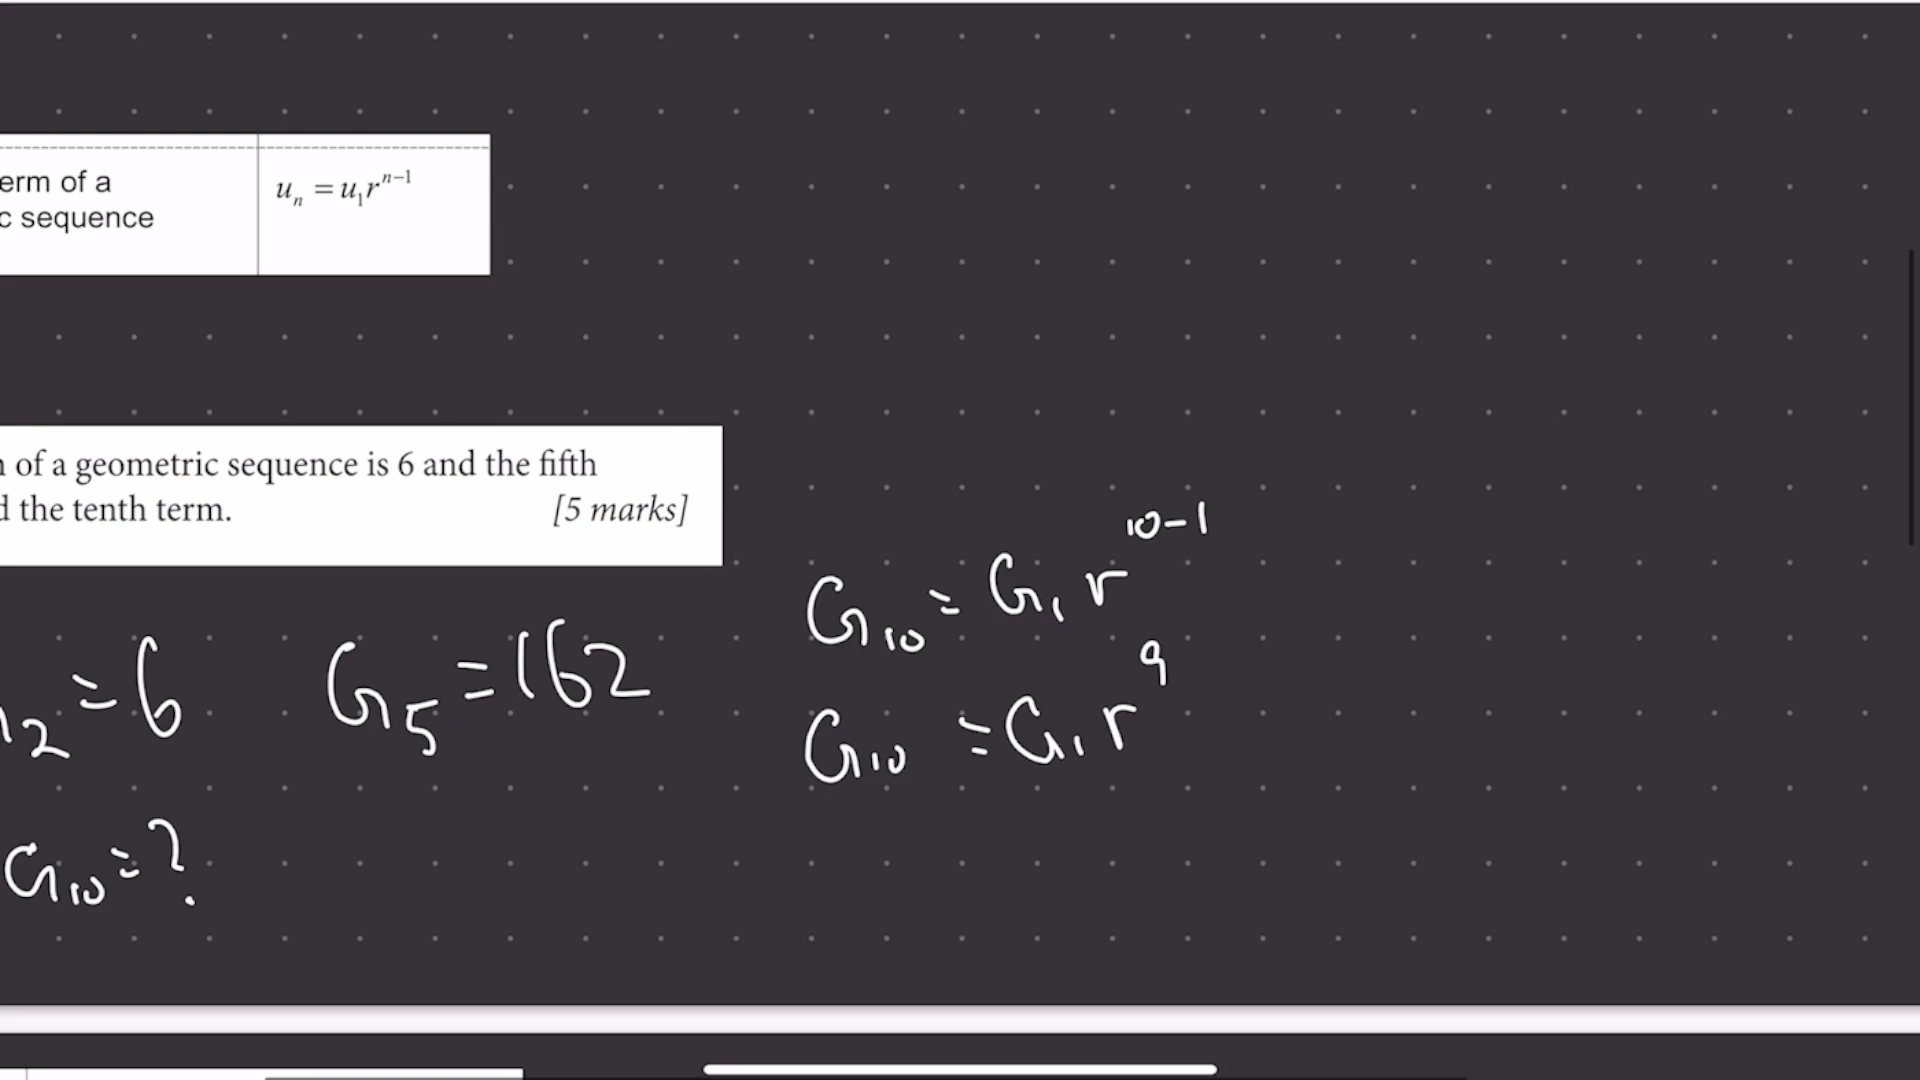 erm of a
c sequence
uₙ = u₁rⁿ⁻¹
n of a geometric sequence is 6 and the fifth
d the tenth term. [5 marks]
G₁₀ = G₁ r¹⁰⁻¹
₂ = 6
G₅ = 162
G₁₀ = G₁ r⁹
G₁₀ = ?